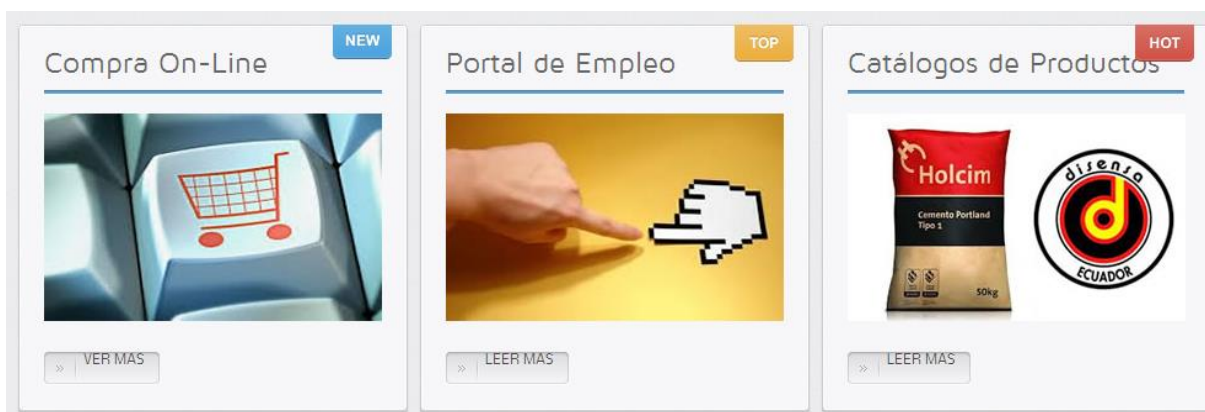 NEW
Compra On-Line
VER MAS
TOP
Portal de Empleo
LEER MAS
HOT
Catálogos de Productos
Holcim
Cemento Portland
Tipo 1
50kg
disensa
ECUADOR
LEER MAS